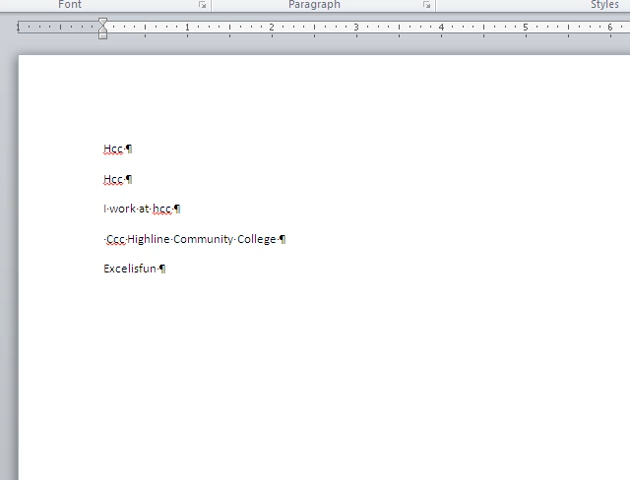 Font Paragraph Styles
1 2 3 4 5 6
Hcc·¶
Hcc·¶
I·work·at·hcc·¶
·Ccc·Highline·Community·College·¶
Excelisfun·¶